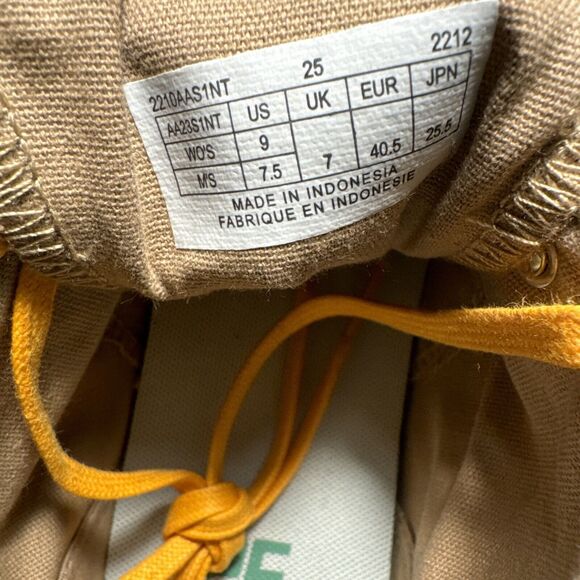 2210AAS1NT 25 2212
AA23S1NT US UK EUR JPN
WO'S 9
MS 7.5 7 40.5 25.5
MADE IN INDONESIA
FABRIQUE EN INDONESIE